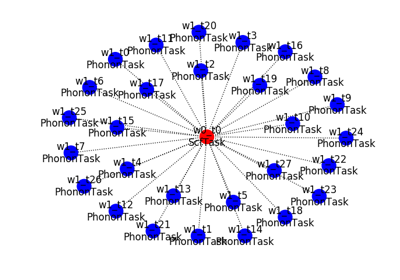 w1_t20
PhononTask
w1_t11
PhononTask
w1_t3
PhononTask
w1_t16
PhononTask
w1_t0
PhononTask
w1_t2
PhononTask
w1_t8
PhononTask
w1_t6
PhononTask
w1_t17
PhononTask
w1_t19
PhononTask
w1_t9
PhononTask
w1_t25
PhononTask
w1_t15
PhononTask
w1_t10
PhononTask
w0_t0
ScfTask
w1_t24
PhononTask
w1_t7
PhononTask
w1_t22
PhononTask
w1_t4
PhononTask
w1_t27
PhononTask
w1_t26
PhononTask
w1_t13
PhononTask
w1_t5
PhononTask
w1_t23
PhononTask
w1_t12
PhononTask
w1_t18
PhononTask
w1_t21
PhononTask
w1_t1
PhononTask
w1_t14
PhononTask